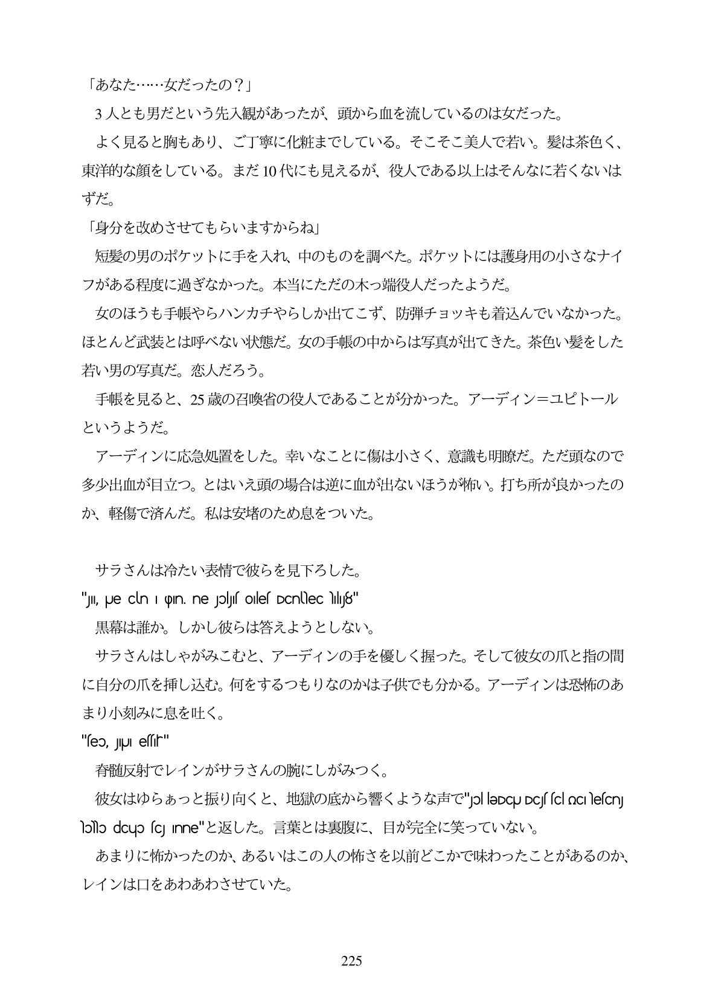 「あなた……女だったの？」
3人とも男だという先入観があったが、頭から血を流しているのは女だった。
よく見ると胸もあり、ご丁寧に化粧までしている。そこそこ美人で若い。髪は茶色く、
東洋的な顔をしている。まだ10代にも見えるが、役人である以上はそんなに若くないは
ずだ。
「身分を改めさせてもらいますからね」
短髪の男のポケットに手を入れ、中のものを調べた。ポケットには護身用の小さなナイ
フがある程度に過ぎなかった。本当にただの木っ端役人だったようだ。
女のほうも手帳やらハンカチやらしか出てこず、防弾チョッキも着込んでいなかった。
ほとんど武装とは呼べない状態だ。女の手帳の中からは写真が出てきた。茶色い髪をした
若い男の写真だ。恋人だろう。
手帳を見ると、25歳の召喚省の役人であることが分かった。アーディン＝ユピトール
というようだ。
アーディンに応急処置をした。幸いなことに傷は小さく、意識も明瞭だ。ただ頭なので
多少出血が目立つ。とはいえ頭の場合は逆に血が出ないほうが怖い。打ち所が良かったの
か、軽傷で済んだ。私は安堵のため息をついた。
サラさんは冷たい表情で彼らを見下ろした。
黒幕は誰か。しかし彼らは答えようとしない。
サラさんはしゃがみこむと、アーディンの手を優しく握った。そして彼女の爪と指の間
に自分の爪を挿し込む。何をするつもりなのかは子供でも分かる。アーディンは恐怖のあ
まり小刻みに息を吐く。
脊髄反射でレインがサラさんの腕にしがみつく。
彼女はゆらぁっと振り向くと、地獄の底から響くような声で"
"と返した。言葉とは裏腹に、目が完全に笑っていない。
あまりに怖かったのか、あるいはこの人の怖さを以前どこかで味わったことがあるのか、
レインは口をあわあわさせていた。
225